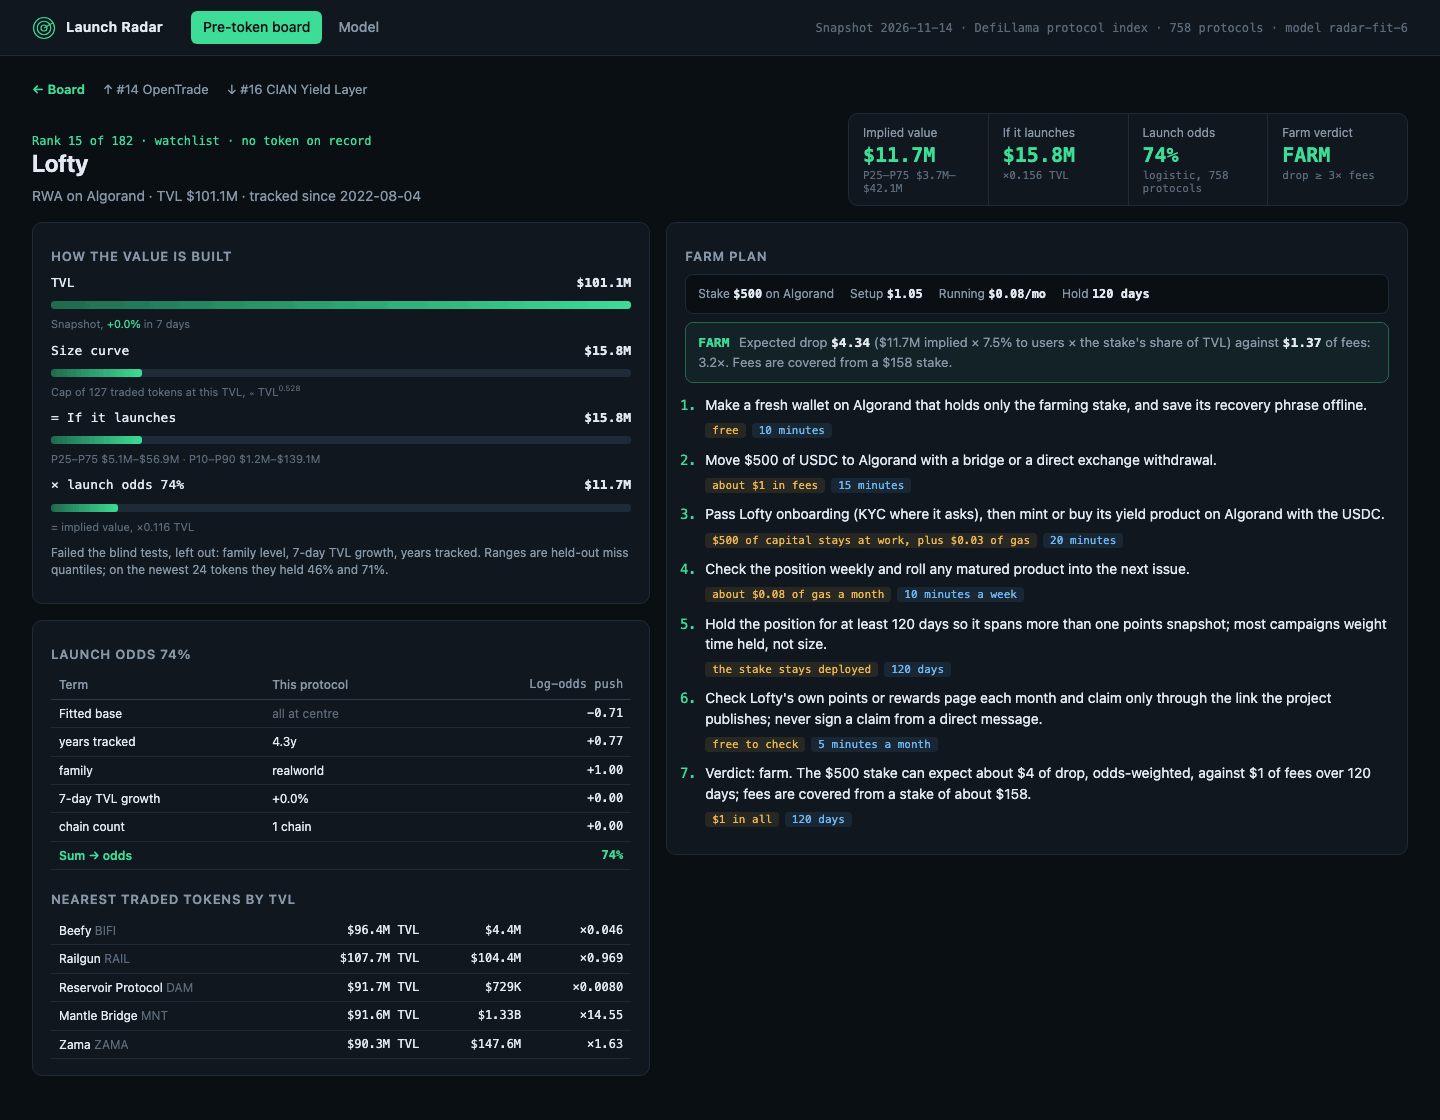 Launch Radar
Pre-token board
Model
Snapshot 2026-11-14 · DefiLlama protocol index · 758 protocols · model radar-fit-6
← Board
↑ #14 OpenTrade
↓ #16 CIAN Yield Layer
Rank 15 of 182 · watchlist · no token on record
Lofty
RWA on Algorand · TVL $101.1M · tracked since 2022-08-04
Implied value
$11.7M
P25–P75 $3.7M–
$42.1M
If it launches
$15.8M
×0.156 TVL
Launch odds
74%
logistic, 758
protocols
Farm verdict
FARM
drop ≥ 3× fees
HOW THE VALUE IS BUILT
TVL $101.1M
Snapshot, +0.0% in 7 days
Size curve $15.8M
Cap of 127 traded tokens at this TVL, × TVL^0.528
= If it launches $15.8M
P25–P75 $5.1M–$56.9M · P10–P90 $1.2M–$139.1M
× launch odds 74% $11.7M
= implied value, ×0.116 TVL
Failed the blind tests, left out: family level, 7-day TVL growth, years tracked. Ranges are held-out miss
quantiles; on the newest 24 tokens they held 46% and 71%.
LAUNCH ODDS 74%
Term This protocol Log-odds push
Fitted base all at centre −0.71
years tracked 4.3y +0.77
family realworld +1.00
7-day TVL growth +0.0% +0.00
chain count 1 chain +0.00
Sum → odds 74%
NEAREST TRADED TOKENS BY TVL
Beefy BIFI $96.4M TVL $4.4M ×0.046
Railgun RAIL $107.7M TVL $104.4M ×0.969
Reservoir Protocol DAM $91.7M TVL $729K ×0.0080
Mantle Bridge MNT $91.6M TVL $1.33B ×14.55
Zama ZAMA $90.3M TVL $147.6M ×1.63
FARM PLAN
Stake $500 on Algorand Setup $1.05 Running $0.08/mo Hold 120 days
FARM Expected drop $4.34 ($11.7M implied × 7.5% to users × the stake's share of TVL) against $1.37 of fees:
3.2×. Fees are covered from a $158 stake.
1. Make a fresh wallet on Algorand that holds only the farming stake, and save its recovery phrase offline.
free 10 minutes
2. Move $500 of USDC to Algorand with a bridge or a direct exchange withdrawal.
about $1 in fees 15 minutes
3. Pass Lofty onboarding (KYC where it asks), then mint or buy its yield product on Algorand with the USDC.
$500 of capital stays at work, plus $0.03 of gas 20 minutes
4. Check the position weekly and roll any matured product into the next issue.
about $0.08 of gas a month 10 minutes a week
5. Hold the position for at least 120 days so it spans more than one points snapshot; most campaigns weight
time held, not size.
the stake stays deployed 120 days
6. Check Lofty's own points or rewards page each month and claim only through the link the project
publishes; never sign a claim from a direct message.
free to check 5 minutes a month
7. Verdict: farm. The $500 stake can expect about $4 of drop, odds-weighted, against $1 of fees over 120
days; fees are covered from a stake of about $158.
$1 in all 120 days